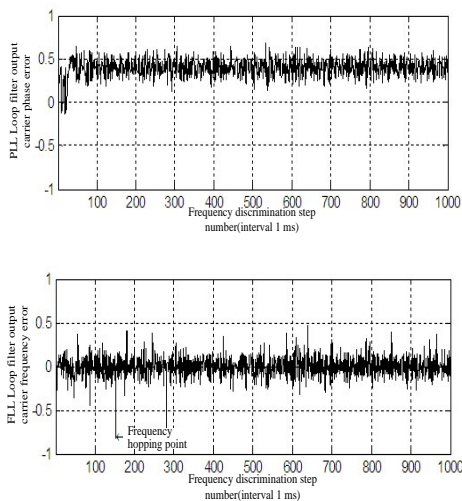 PLL Loop filter output
carrier phase error
1
0.5
0
-0.5
-1
100 200 300 400 500 600 700 800 900 1000
Frequency discrimination step
number(interval 1 ms)
FLL Loop filter output
carrier frequency error
1
0.5
0
-0.5
-1
Frequency
hopping point
100 200 300 400 500 600 700 800 900 1000
Frequency discrimination step
number(interval 1 ms)